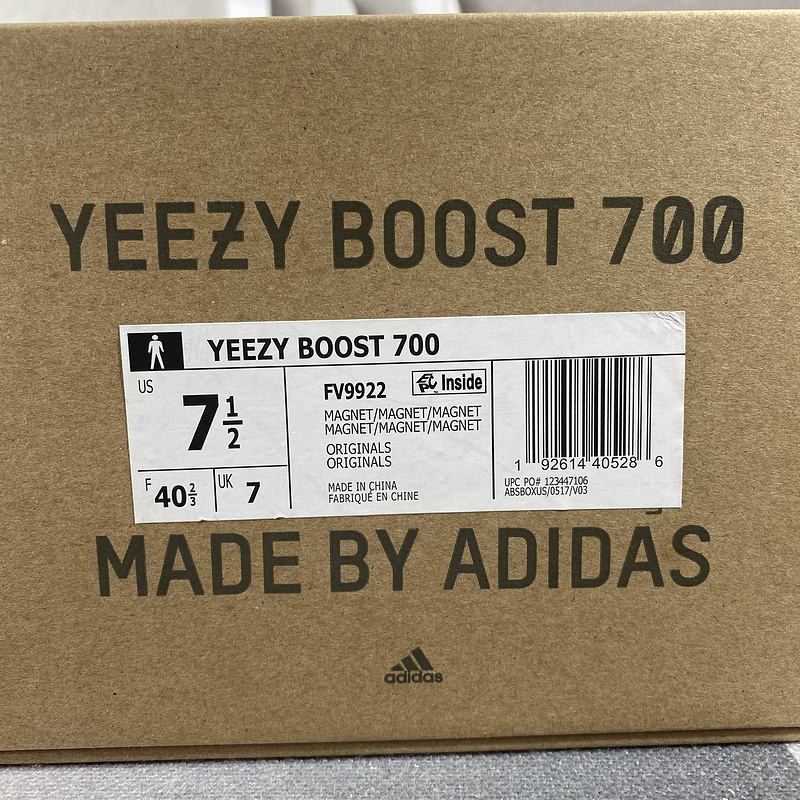 YEEZY BOOST 700
YEEZY BOOST 700
US
7 1/2
F 40 2/3
UK 7
FV9922
EPC Inside
MAGNET/MAGNET/MAGNET
MAGNET/MAGNET/MAGNET
ORIGINALS
ORIGINALS
MADE IN CHINA
FABRIQUÉ EN CHINE
1 92614 40528 6
UPC PO# 123447106
ABSBOXUS/0517/V03
MADE BY ADIDAS
adidas